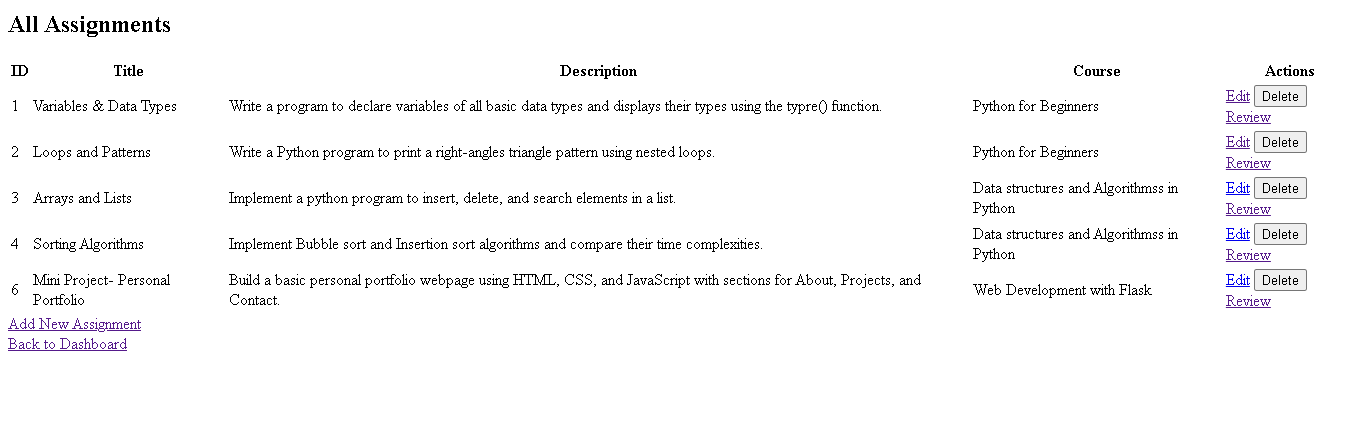 All Assignments
ID Title Description Course Actions
1 Variables & Data Types Write a program to declare variables of all basic data types and displays their types using the typre() function. Python for Beginners Edit Delete
Review
2 Loops and Patterns Write a Python program to print a right-angles triangle pattern using nested loops. Python for Beginners Edit Delete
Review
3 Arrays and Lists Implement a python program to insert, delete, and search elements in a list. Data structures and Algorithmss in Edit Delete
Python Review
4 Sorting Algorithms Implement Bubble sort and Insertion sort algorithms and compare their time complexities. Data structures and Algorithmss in Edit Delete
Python Review
6 Mini Project- Personal Build a basic personal portfolio webpage using HTML, CSS, and JavaScript with sections for About, Projects, and Web Development with Flask Edit Delete
Portfolio Contact. Review
Add New Assignment
Back to Dashboard